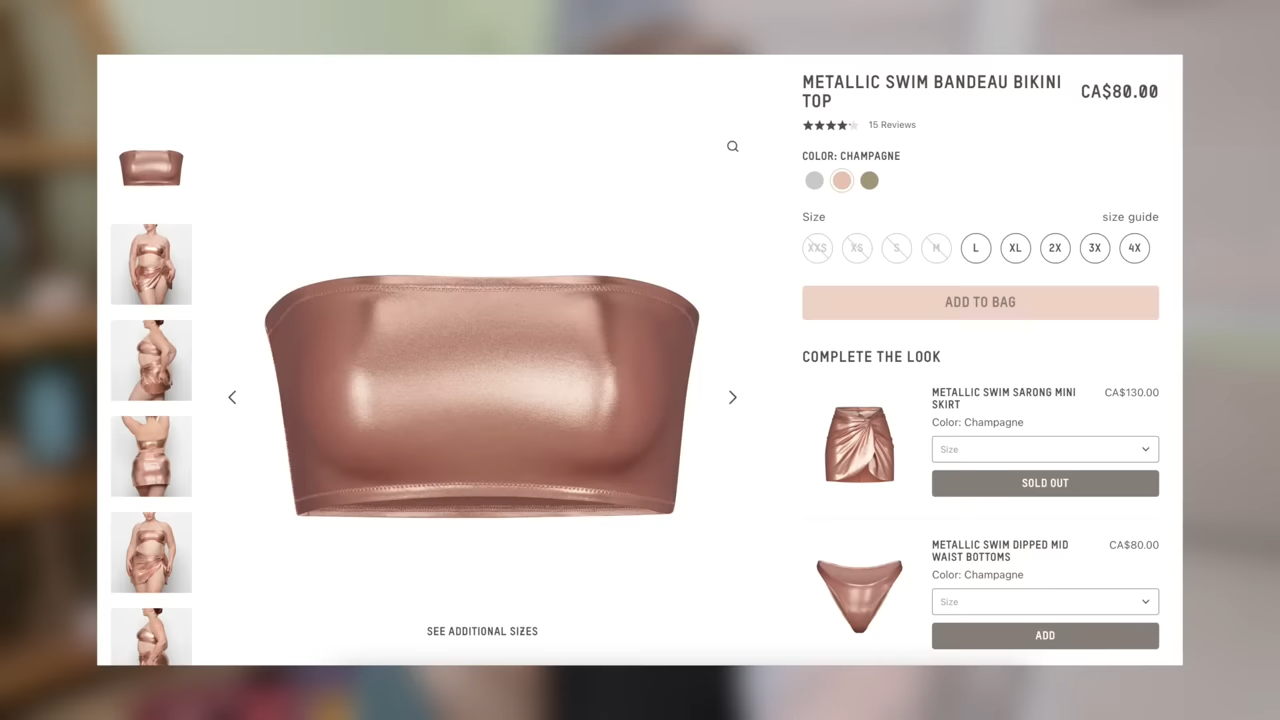 METALLIC SWIM BANDEAU BIKINI
TOP
CA$80.00
15 Reviews
COLOR: CHAMPAGNE
Size
size guide
XXS
XS
S
M
L
XL
2X
3X
4X
ADD TO BAG
COMPLETE THE LOOK
METALLIC SWIM SARONG MINI
SKIRT
CA$130.00
Color: Champagne
Size
SOLD OUT
METALLIC SWIM DIPPED MID
WAIST BOTTOMS
CA$80.00
Color: Champagne
Size
ADD
SEE ADDITIONAL SIZES